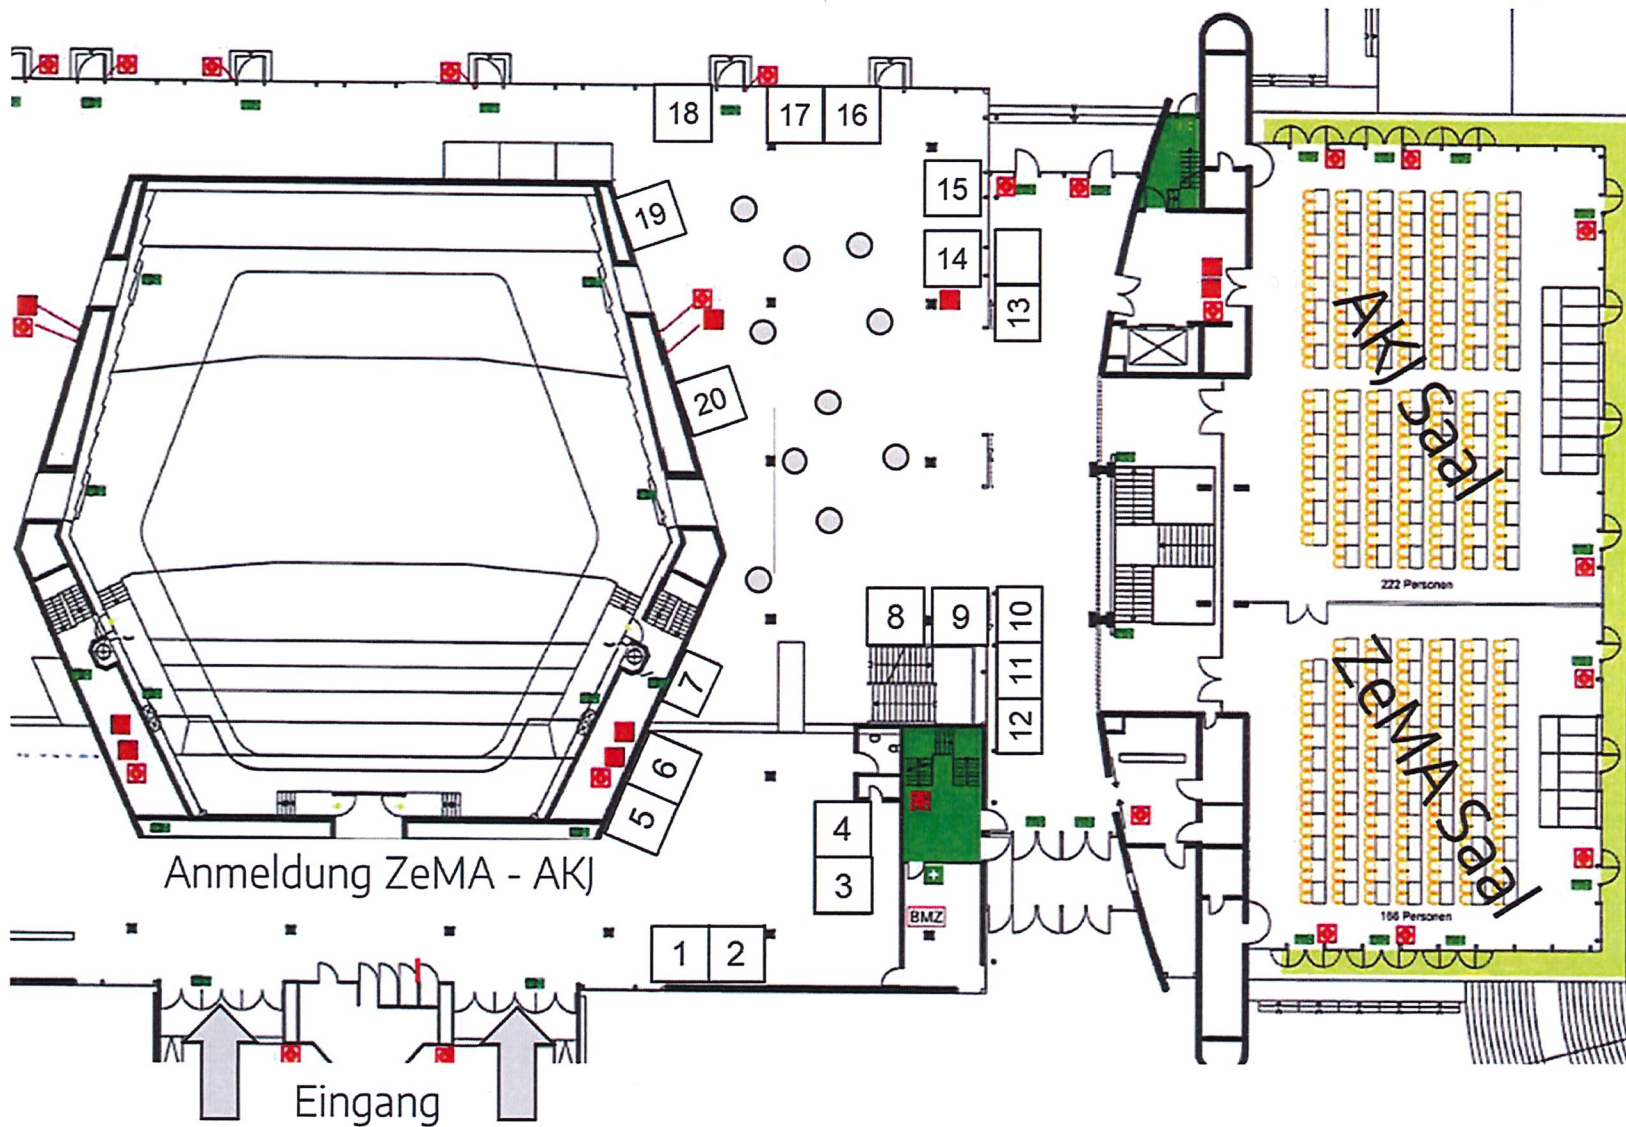 18
17
16
15
19
14
13
20
AKJ Saal
222 Personen
8
9
10
11
12
7
6
5
4
3
ZeMA Saal
166 Personen
Anmeldung ZeMA - AKJ
BMZ
1
2
Eingang